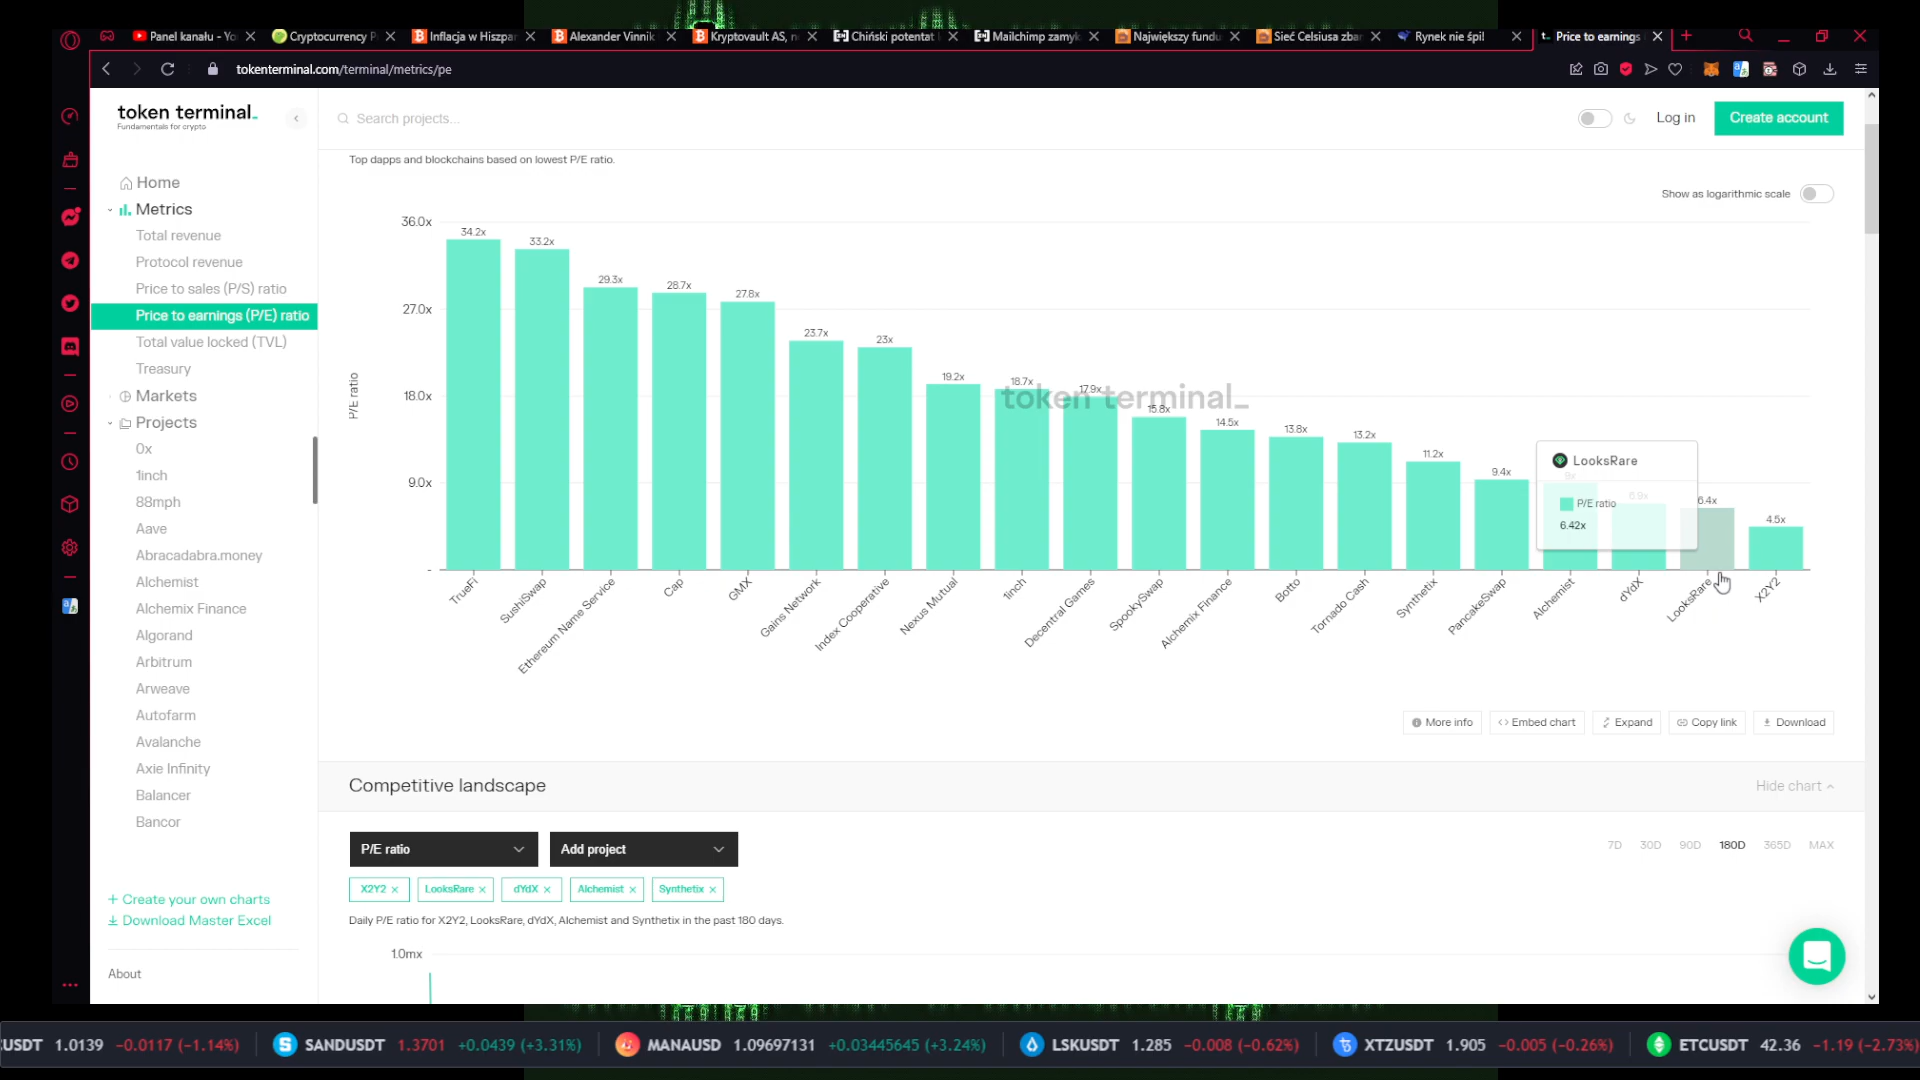 Panel kanału - Yo
Cryptocurrency P
Inflacja w Hiszpan
Alexander Vinnik
Kryptovault AS, n
Chiński potentat
Mailchimp zamyk
Największy fundu
Sieć Celsiusa zban
Rynek nie śpil
Price to earnings
tokenterminal.com/terminal/metrics/pe
token terminal_
Fundamentals for crypto
Search projects...
Log in
Create account
Home
Metrics
Total revenue
Protocol revenue
Price to sales (P/S) ratio
Price to earnings (P/E) ratio
Total value locked (TVL)
Treasury
Markets
Projects
0x
1inch
88mph
Aave
Abracadabra.money
Alchemist
Alchemix Finance
Algorand
Arbitrum
Arweave
Autofarm
Avalanche
Axie Infinity
Balancer
Bancor
+ Create your own charts
Download Master Excel
About
Top dapps and blockchains based on lowest P/E ratio.
Show as logarithmic scale
36.0x
27.0x
18.0x
9.0x
-
P/E ratio
34.2x
33.2x
29.3x
28.7x
27.8x
23.7x
23x
19.2x
18.7x
17.9x
15.8x
14.5x
13.8x
13.2x
11.2x
9.4x
9x
6.9x
6.4x
4.5x
token terminal_
LooksRare
P/E ratio
6.42x
TrueFi
SushiSwap
Ethereum Name Service
Cap
GMX
Gains Network
Index Cooperative
Nexus Mutual
1inch
Decentral Games
SpookySwap
Alchemix Finance
Botto
Tornado Cash
Synthetix
PancakeSwap
Alchemist
dYdX
LooksRare
X2Y2
More info
Embed chart
Expand
Copy link
Download
Competitive landscape
Hide chart
P/E ratio
Add project
7D 30D 90D 180D 365D MAX
X2Y2 ×
LooksRare ×
dYdX ×
Alchemist ×
Synthetix ×
Daily P/E ratio for X2Y2, LooksRare, dYdX, Alchemist and Synthetix in the past 180 days.
1.0mx
USDT 1.0139 −0.0117 (−1.14%)
SANDUSDT 1.3701 +0.0439 (+3.31%)
MANAUSD 1.09697131 +0.03445645 (+3.24%)
LSKUSDT 1.285 −0.008 (−0.62%)
XTZUSDT 1.905 −0.005 (−0.26%)
ETCUSDT 42.36 −1.19 (−2.73%)